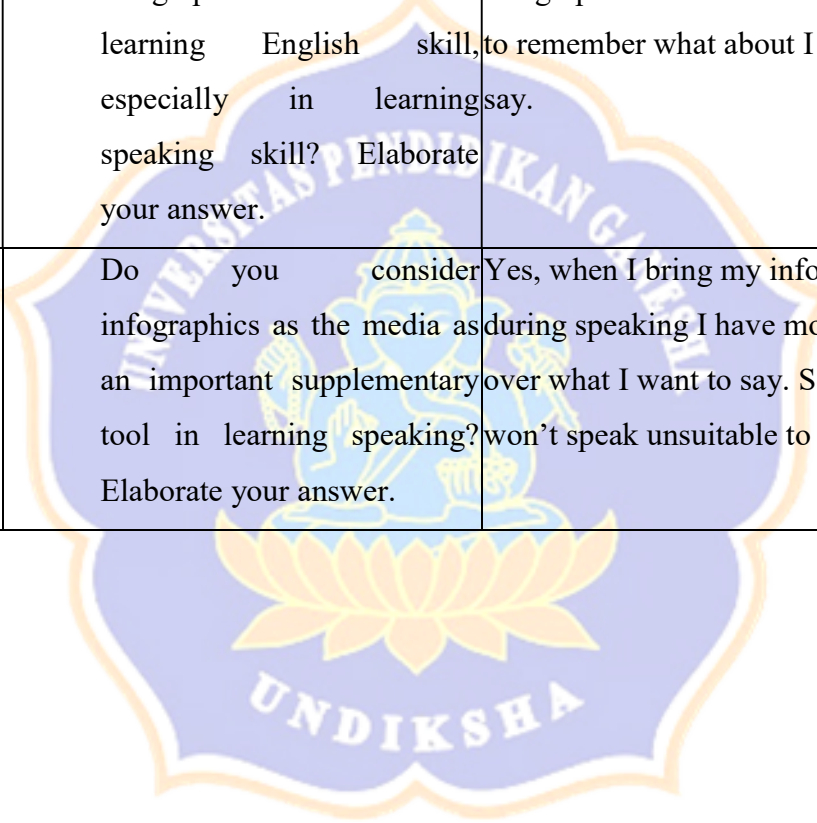 learning English skill,
especially in learning
speaking skill? Elaborate
your answer.
to remember what about I
say.
Do you consider
infographics as the media as
an important supplementary
tool in learning speaking?
Elaborate your answer.
Yes, when I bring my info
during speaking I have mo
over what I want to say. S
won’t speak unsuitable to
UNIVERSITAS PENDIDIKAN GANESHA
UNDIKSHA